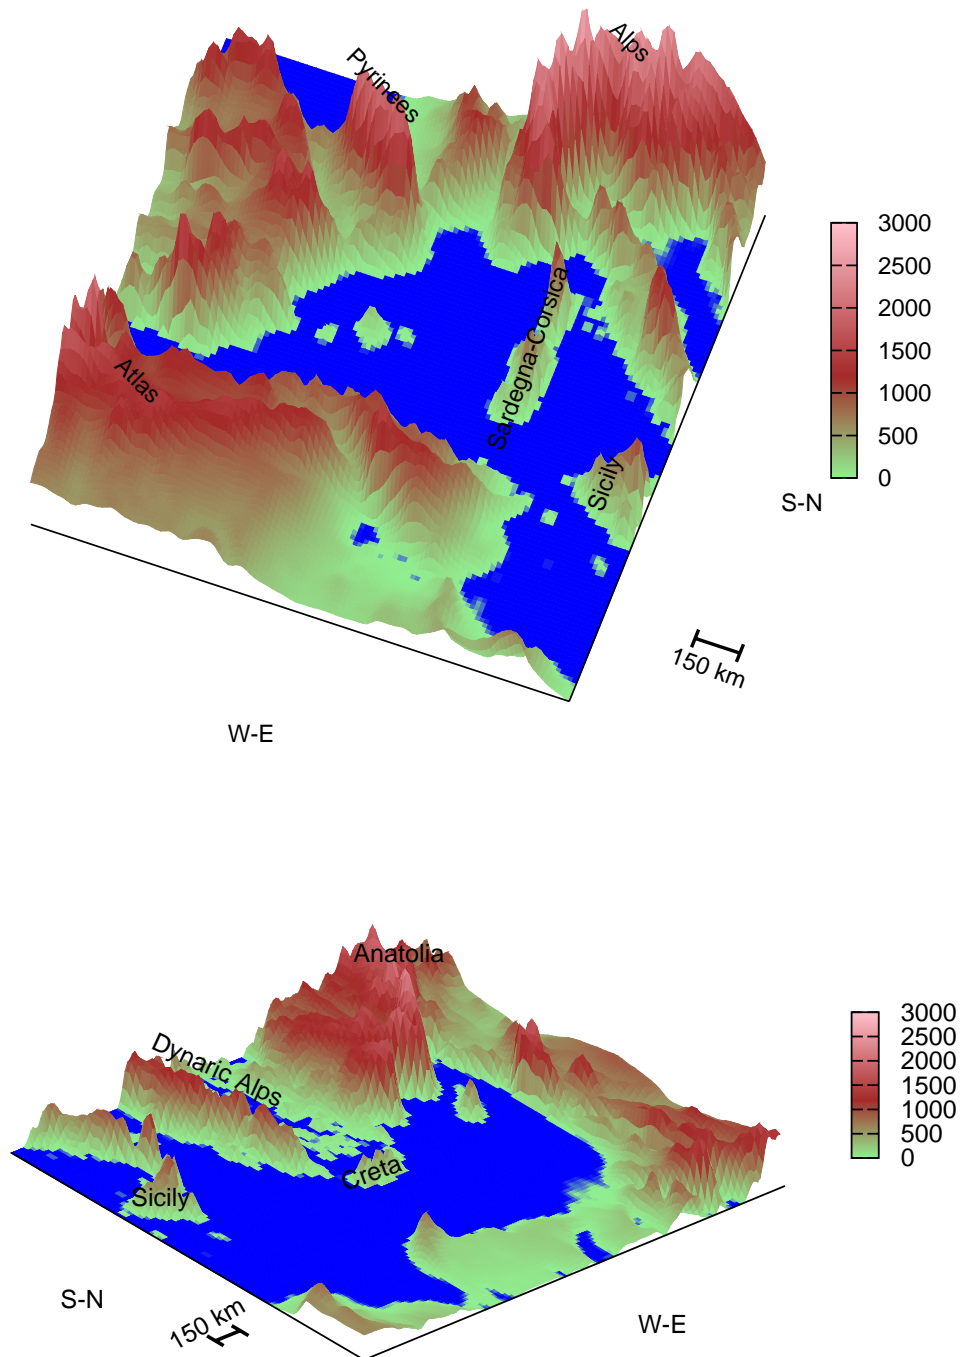 Alps
Pyrinees
3000
2500
2000
1500
1000
500
0
Sardegna-Corsica
Atlas
Sicily
S-N
150 km
W-E
Anatolia
3000
2500
2000
1500
1000
500
0
Dynaric Alps
Creta
Sicily
S-N
150 km
W-E